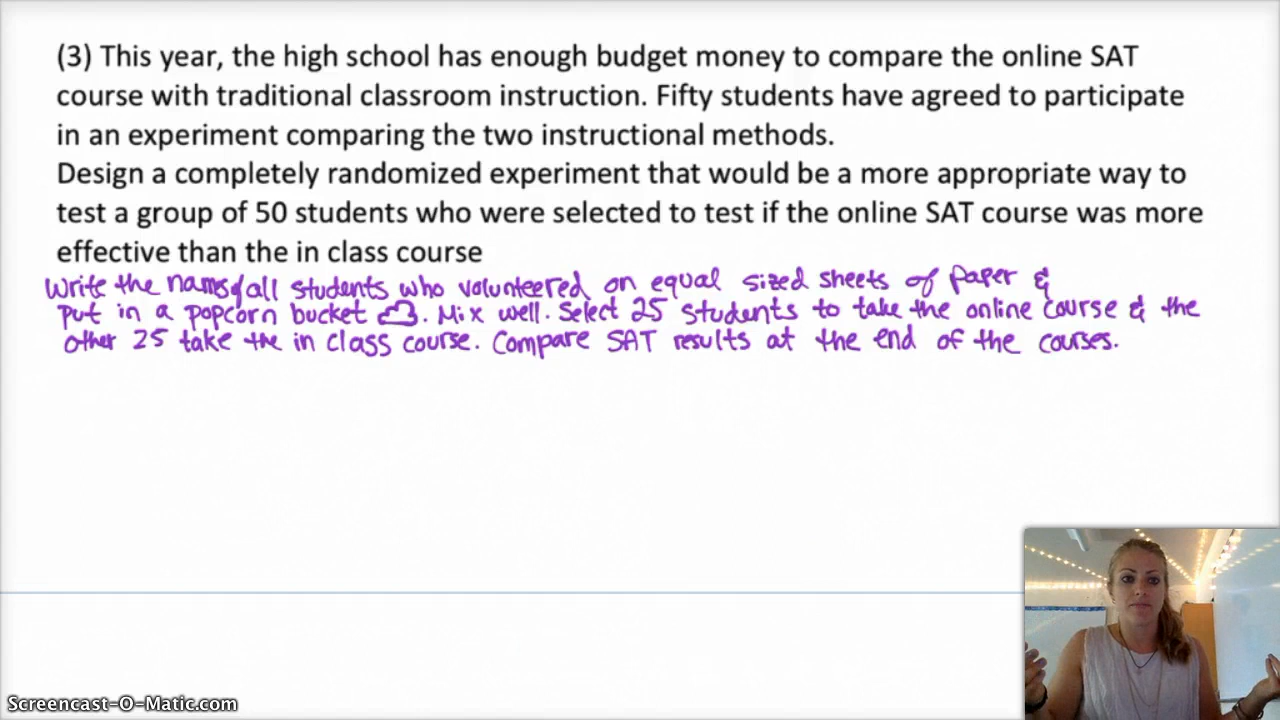 (3) This year, the high school has enough budget money to compare the online SAT
course with traditional classroom instruction. Fifty students have agreed to participate
in an experiment comparing the two instructional methods.
Design a completely randomized experiment that would be a more appropriate way to
test a group of 50 students who were selected to test if the online SAT course was more
effective than the in class course
Write the names of all students who volunteered on equal sized sheets of paper &
put in a popcorn bucket. Mix well. Select 25 students to take the online course & the
other 25 take the in class course. Compare SAT results at the end of the courses.
Screencast-O-Matic.com